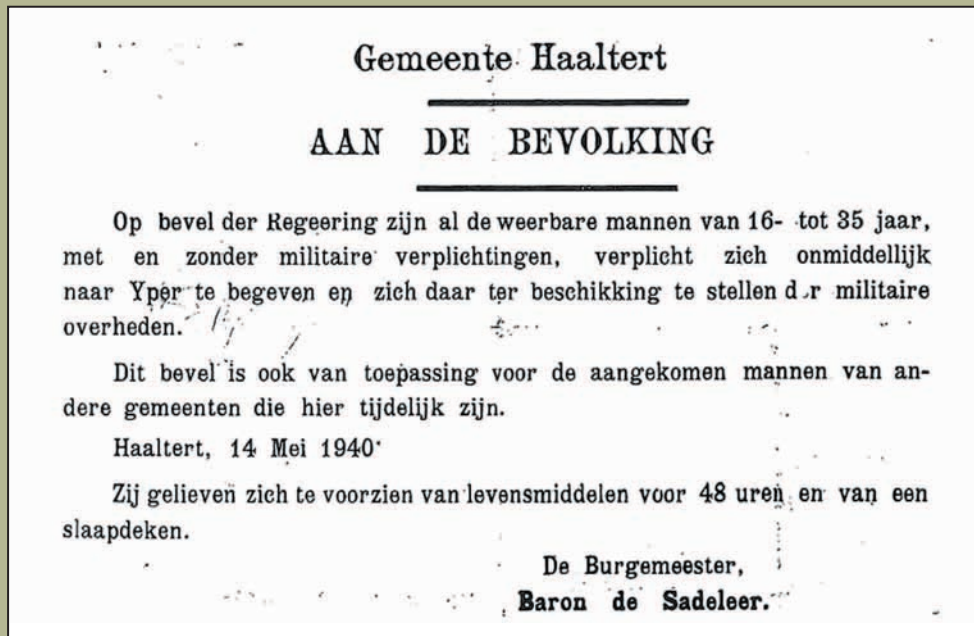 Gemeente Haaltert
AAN DE BEVOLKING
Op bevel der Regeering zijn al de weerbare mannen van 16- tot 35 jaar,
met en zonder militaire verplichtingen, verplicht zich onmiddellijk
naar Yper te begeven en zich daar ter beschikking te stellen d r militaire
overheden.
Dit bevel is ook van toepassing voor de aangekomen mannen van an-
dere gemeenten die hier tijdelijk zijn.
Haaltert, 14 Mei 1940
Zij gelieven zich te voorzien van levensmiddelen voor 48 uren en van een
slaapdeken.
De Burgemeester,
Baron de Sadeleer.